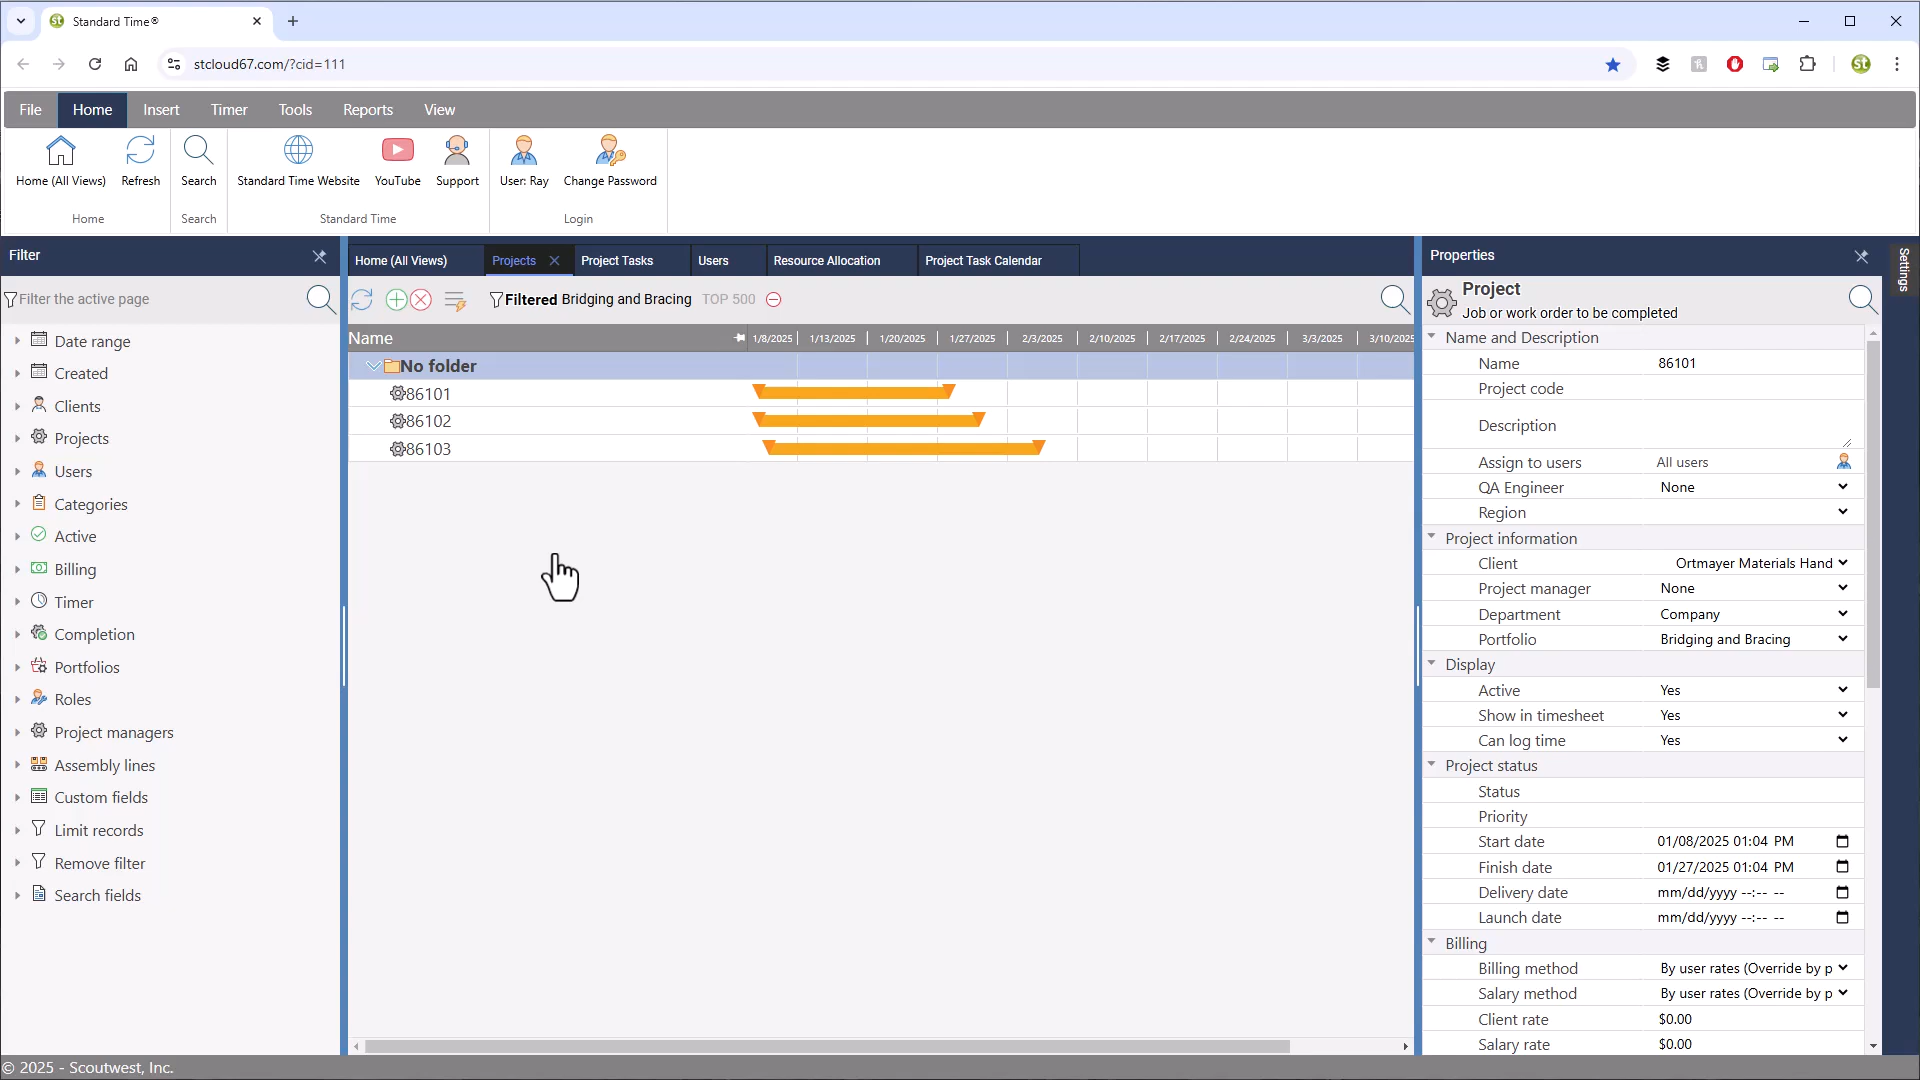 Standard Time®
stcloud67.com/?cid=111
File Home Insert Timer Tools Reports View
Home (All Views) Refresh Search Standard Time Website YouTube Support User: Ray Change Password
Home Search Standard Time Login
Filter
Filter the active page
Date range
Created
Clients
Projects
Users
Categories
Active
Billing
Timer
Completion
Portfolios
Roles
Project managers
Assembly lines
Custom fields
Limit records
Remove filter
Search fields
Home (All Views) Projects Project Tasks Users Resource Allocation Project Task Calendar
Filtered Bridging and Bracing TOP 500
Name 1/8/2025 1/13/2025 1/20/2025 1/27/2025 2/3/2025 2/10/2025 2/17/2025 2/24/2025 3/3/2025 3/10/2025
No folder
86101
86102
86103
Properties
Settings
Project
Job or work order to be completed
Name and Description
Name 86101
Project code
Description
Assign to users All users
QA Engineer None
Region
Project information
Client Ortmayer Materials Hand
Project manager None
Department Company
Portfolio Bridging and Bracing
Display
Active Yes
Show in timesheet Yes
Can log time Yes
Project status
Status
Priority
Start date 01/08/2025 01:04 PM
Finish date 01/27/2025 01:04 PM
Delivery date mm/dd/yyyy --:-- --
Launch date mm/dd/yyyy --:-- --
Billing
Billing method By user rates (Override by p
Salary method By user rates (Override by p
Client rate $0.00
Salary rate $0.00
© 2025 - Scoutwest, Inc.